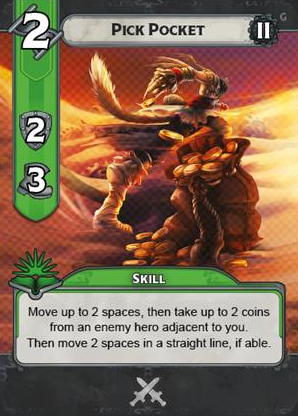 2
PICK POCKET
II
G
2
3
SKILL
Move up to 2 spaces, then take up to 2 coins
from an enemy hero adjacent to you.
Then move 2 spaces in a straight line, if able.